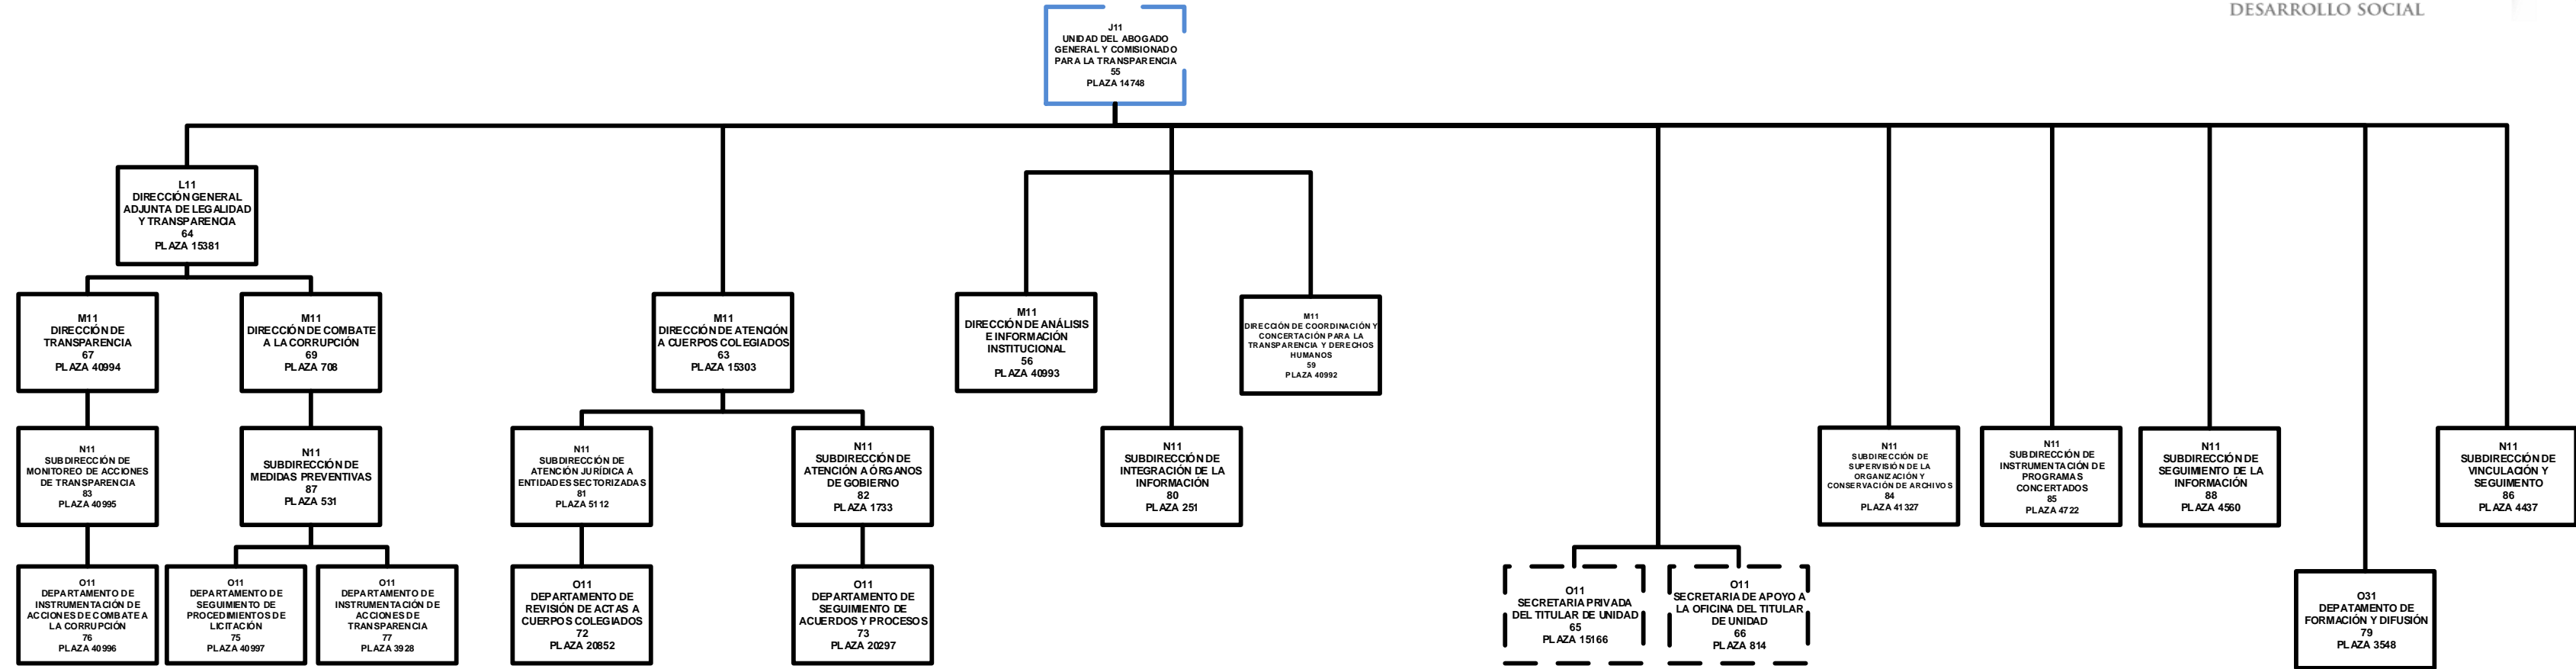 DESARROLLO SOCIAL
J11
UNIDAD DEL ABOGADO
GENERAL Y COMISIONADO
PARA LA TRANSPARENCIA
55
PLAZA 14748
L11
DIRECCIÓN GENERAL
ADJUNTA DE LEGALIDAD
Y TRANSPARENCIA
64
PLAZA 15381
M11
DIRECCIÓN DE
TRANSPARENCIA
67
PLAZA 40994
M11
DIRECCIÓN DE COMBATE
A LA CORRUPCIÓN
69
PLAZA 708
M11
DIRECCIÓN DE ATENCIÓN
A CUERPOS COLEGIADOS
63
PLAZA 15303
M11
DIRECCIÓN DE ANÁLISIS
E INFORMACIÓN
INSTITUCIONAL
56
PLAZA 40993
M11
DIRECCIÓN DE COORDINACIÓN Y
CONCERTACIÓN PARA LA
TRANSPARENCIA Y DERECHOS
HUMANOS
59
PLAZA 40992
N11
SUBDIRECCIÓN DE
MONITOREO DE ACCIONES
DE TRANSPARENCIA
83
PLAZA 40995
N11
SUBDIRECCIÓN DE
MEDIDAS PREVENTIVAS
87
PLAZA 531
N11
SUBDIRECCIÓN DE
ATENCIÓN JURÍDICA A
ENTIDADES SECTORIZADAS
81
PLAZA 5112
N11
SUBDIRECCIÓN DE
ATENCIÓN A ÓRGANOS
DE GOBIERNO
82
PLAZA 1733
N11
SUBDIRECCIÓN DE
INTEGRACIÓN DE LA
INFORMACIÓN
80
PLAZA 251
N11
SUBDIRECCIÓN DE
SUPERVISIÓN DE LA
ORGANIZACIÓN Y
CONSERVACIÓN DE ARCHIVOS
84
PLAZA 41327
N11
SUBDIRECCIÓN DE
INSTRUMENTACIÓN DE
PROGRAMAS
CONCERTADOS
85
PLAZA 4722
N11
SUBDIRECCIÓN DE
SEGUIMIENTO DE LA
INFORMACIÓN
88
PLAZA 4560
N11
SUBDIRECCIÓN DE
VINCULACIÓN Y
SEGUIMIENTO
86
PLAZA 4437
O11
DEPARTAMENTO DE
INSTRUMENTACIÓN DE
ACCIONES DE COMBATE A
LA CORRUPCIÓN
76
PLAZA 40996
O11
DEPARTAMENTO DE
SEGUIMIENTO DE
PROCEDIMIENTOS DE
LICITACIÓN
75
PLAZA 40997
O11
DEPARTAMENTO DE
INSTRUMENTACIÓN DE
ACCIONES DE
TRANSPARENCIA
77
PLAZA 3928
O11
DEPARTAMENTO DE
REVISIÓN DE ACTAS A
CUERPOS COLEGIADOS
72
PLAZA 20852
O11
DEPARTAMENTO DE
SEGUIMIENTO DE
ACUERDOS Y PROCESOS
73
PLAZA 20297
O11
SECRETARIA PRIVADA
DEL TITULAR DE UNIDAD
65
PLAZA 15166
O11
SECRETARIA DE APOYO A
LA OFICINA DEL TITULAR
DE UNIDAD
66
PLAZA 814
O31
DEPATAMENTO DE
FORMACIÓN Y DIFUSIÓN
79
PLAZA 3548